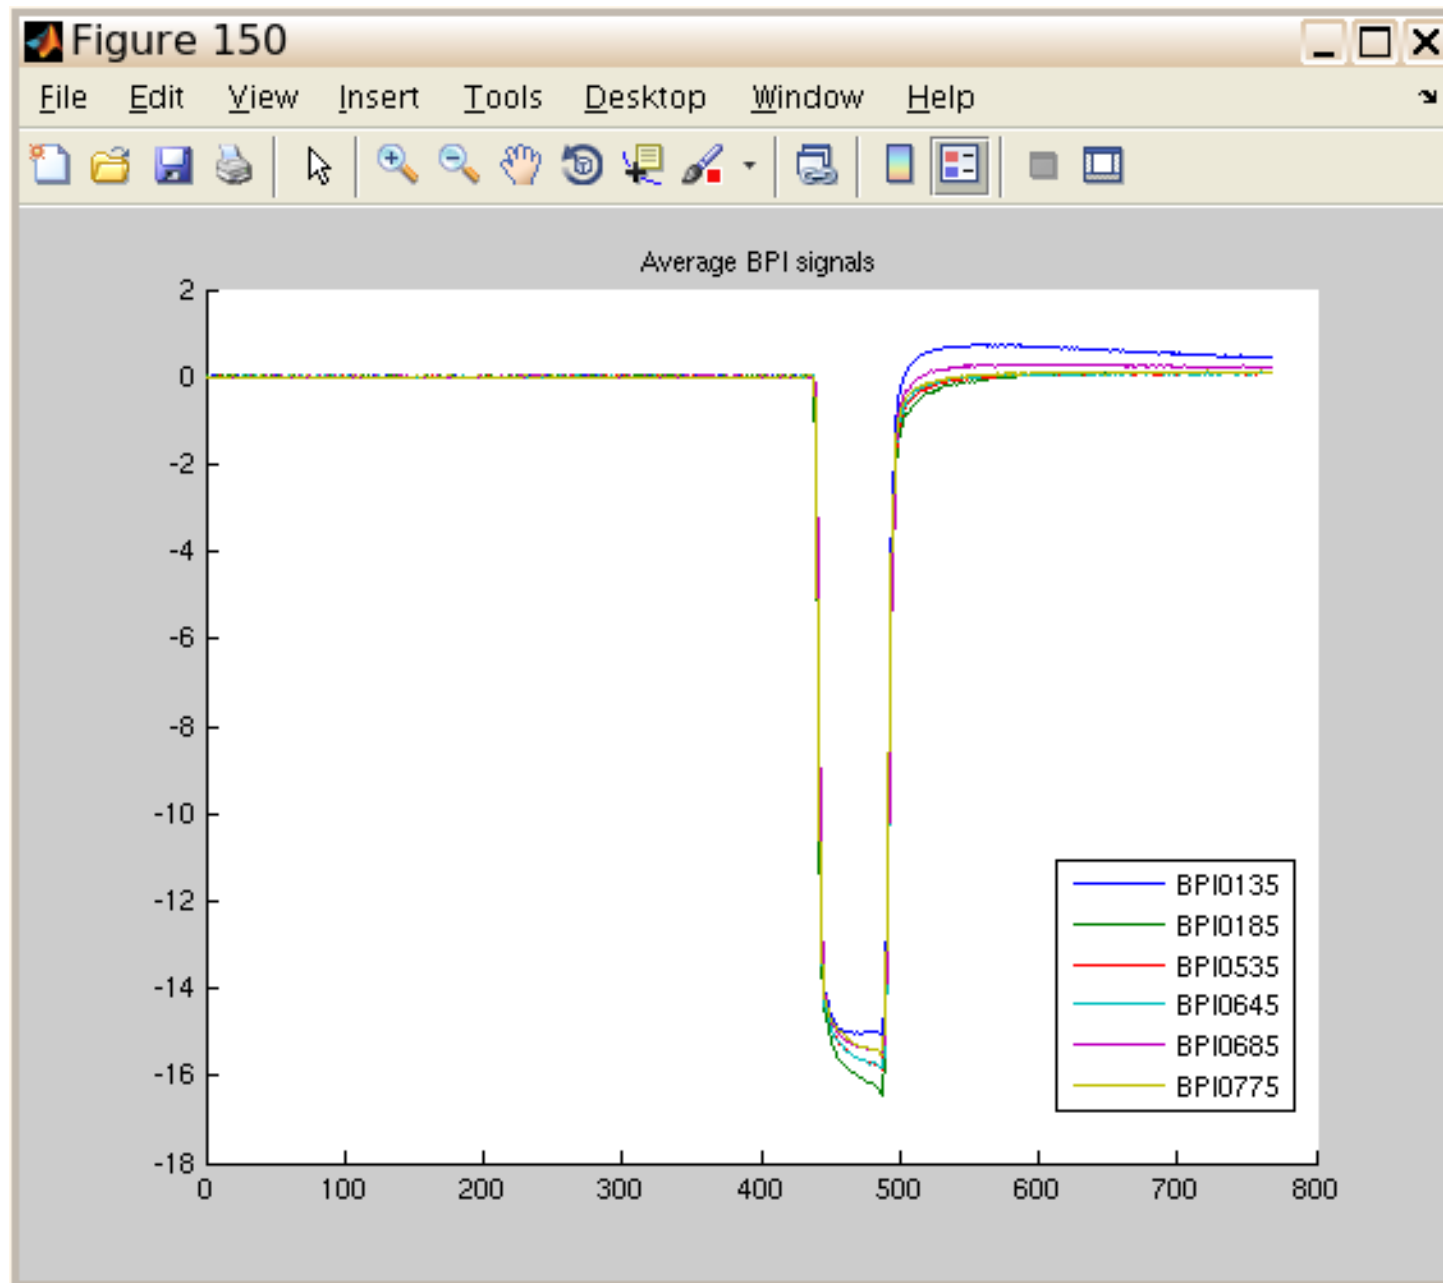 Figure 150
File Edit View Insert Tools Desktop Window Help
Average BPI signals
2
0
-2
-4
-6
-8
-10
-12
-14
-16
-18
0 100 200 300 400 500 600 700 800
BPI0135
BPI0185
BPI0535
BPI0645
BPI0685
BPI0775